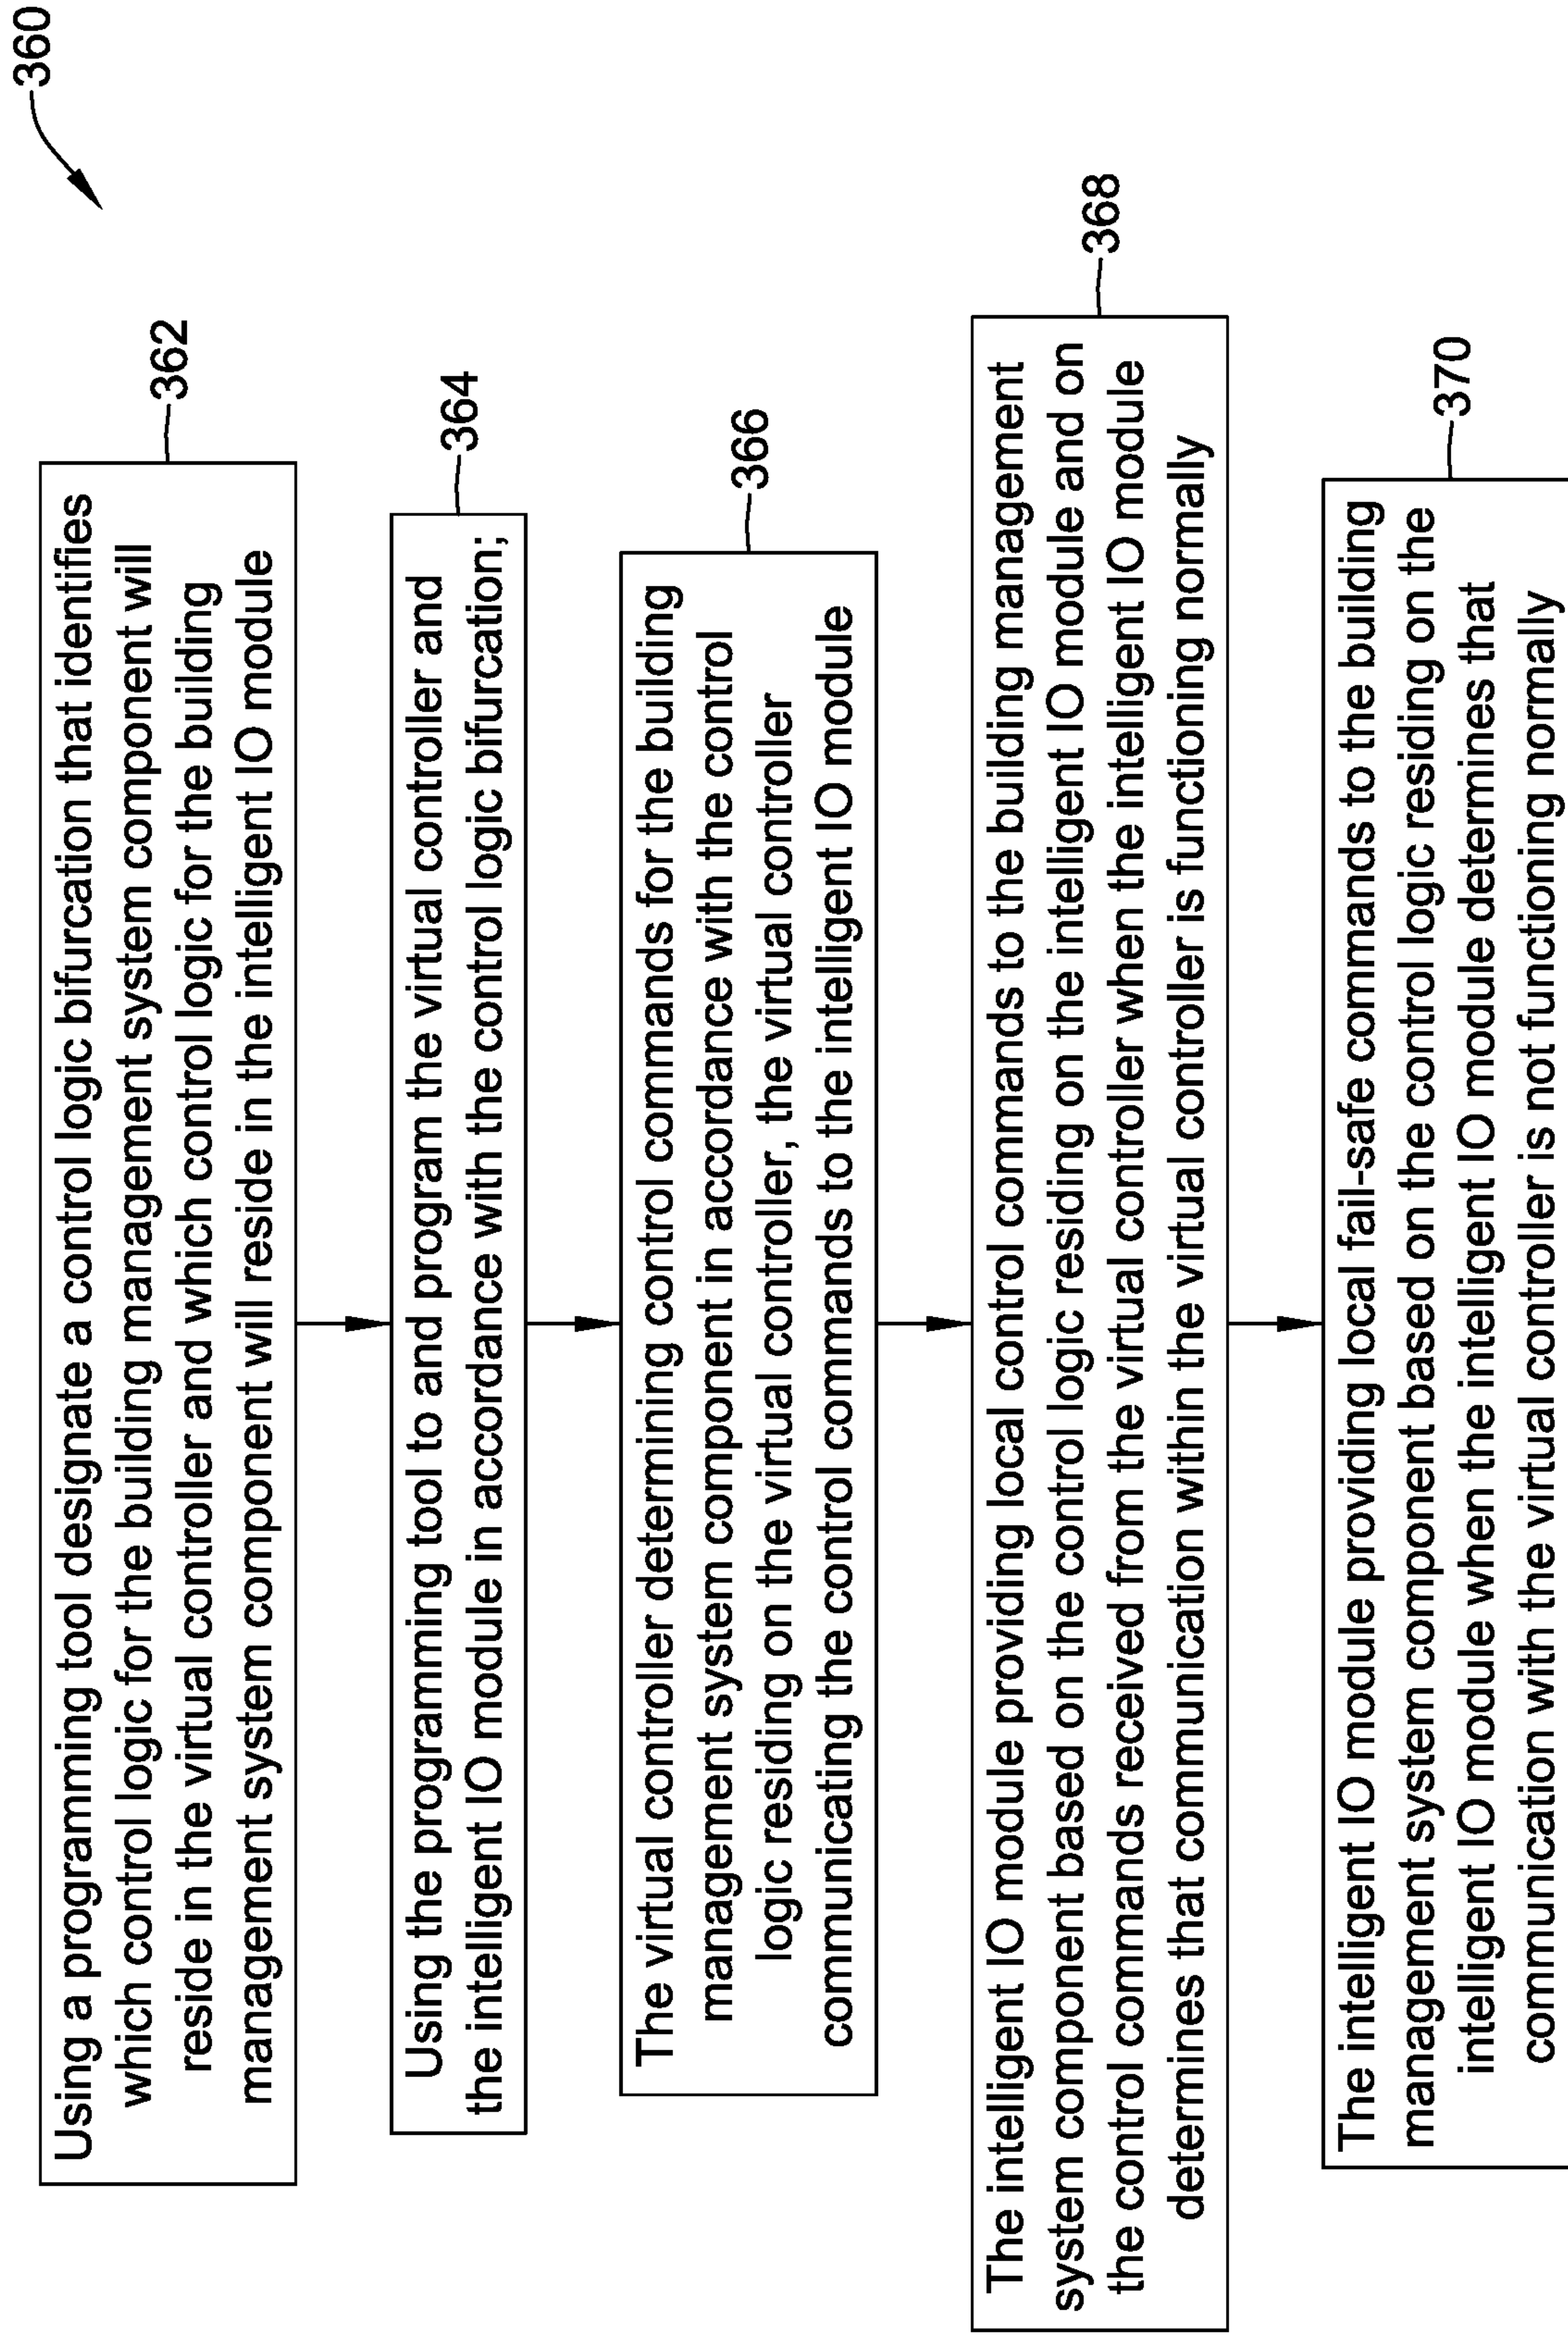 360
Using a programming tool designate a control logic bifurcation that identifies
which control logic for the building management system component will
reside in the virtual controller and which control logic for the building
management system component will reside in the intelligent IO module
362
Using the programming tool to and program the virtual controller and
the intelligent IO module in accordance with the control logic bifurcation;
364
The virtual controller determining control commands for the building
management system component in accordance with the control
logic residing on the virtual controller, the virtual controller
communicating the control commands to the intelligent IO module
366
The intelligent IO module providing local control commands to the building management
system component based on the control logic residing on the intelligent IO module and on
the control commands received from the virtual controller when the intelligent IO module
determines that communication within the virtual controller is functioning normally
368
The intelligent IO module providing local fail-safe commands to the building
management system component based on the control logic residing on the
intelligent IO module when the intelligent IO module determines that
communication with the virtual controller is not functioning normally
370